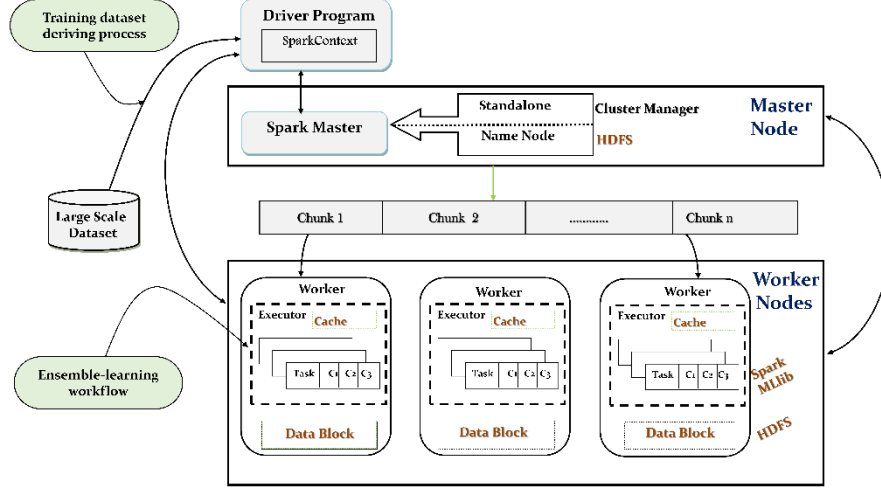 Training dataset
deriving process
Driver Program
SparkContext
Master
Node
Standalone
Cluster Manager
Spark Master
Name Node
HDFS
Large Scale
Dataset
Chunk 1
Chunk 2
............
Chunk n
Worker
Nodes
Worker
Executor
Cache
Task
C1
C2
C3
Data Block
Worker
Executor
Cache
Task
C1
C2
C3
Data Block
Worker
Executor
Cache
Task
C1
C2
C3
Data Block
Spark
MLlib
HDFS
Ensemble-learning
workflow